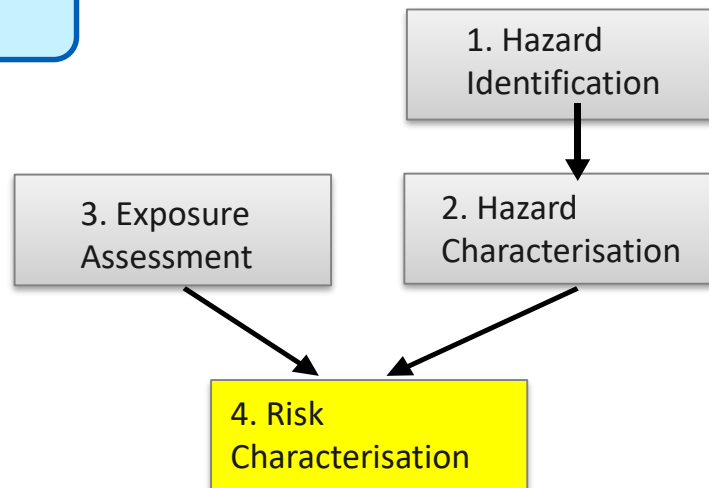 1. Hazard
Identification
3. Exposure
Assessment
2. Hazard
Characterisation
4. Risk
Characterisation